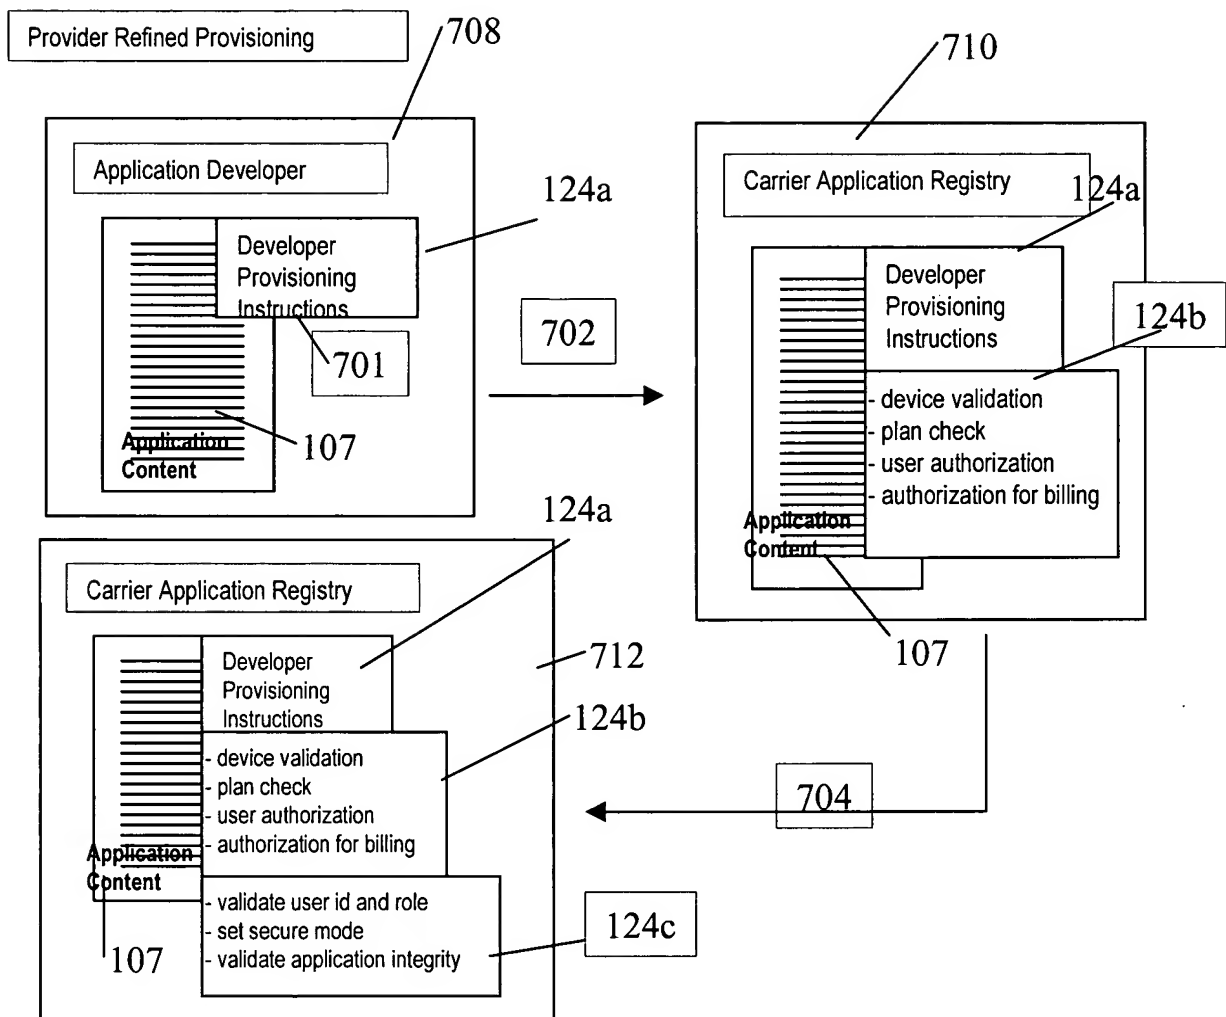 Provider Refined Provisioning
708
Application Developer
124a
Developer
Provisioning
Instructions
701
107
Application
Content
702
710
Carrier Application Registry
124a
Developer
Provisioning
Instructions
124b
- device validation
- plan check
- user authorization
- authorization for billing
Application
Content
107
704
124a
Carrier Application Registry
712
Developer
Provisioning
Instructions
124b
- device validation
- plan check
- user authorization
- authorization for billing
Application
Content
- validate user id and role
- set secure mode
- validate application integrity
124c
107